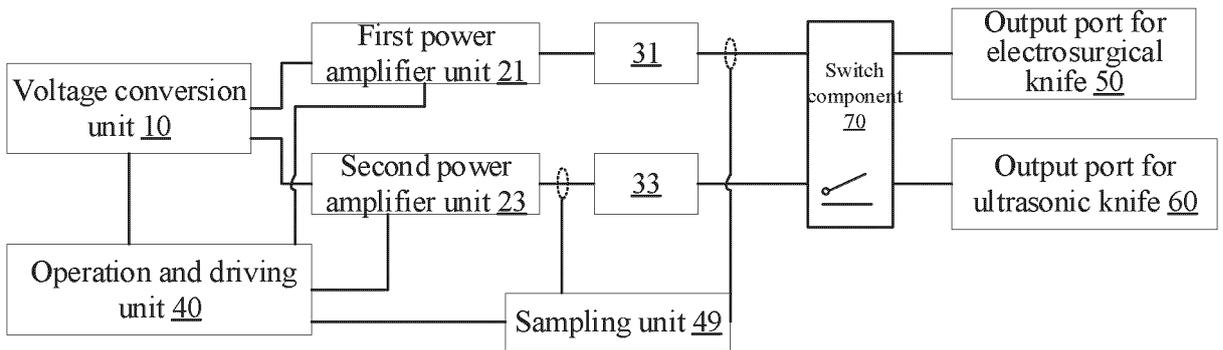 Voltage conversion
unit 10
First power
amplifier unit 21
31
Switch
component
70
Output port for
electrosurgical
knife 50
Second power
amplifier unit 23
33
Output port for
ultrasonic knife 60
Operation and driving
unit 40
Sampling unit 49